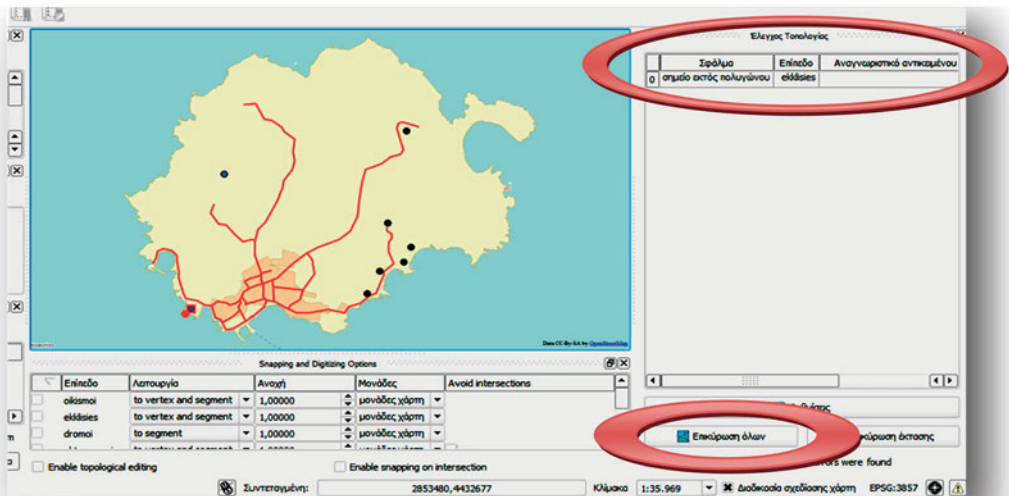 Έλεγχος Τοπολογίας
Σφάλμα Επίπεδο Αναγνωριστικό αντικειμένου
0 σημείο εκτός πολυγώνου ekklisies
Data CC-By-SA by OpenStreetMap
Snapping and Digitizing Options
Επίπεδο Λειτουργία Ανοχή Μονάδες Avoid intersections
oikismoi to vertex and segment 1,00000 μονάδες χάρτη
ekklisies to vertex and segment 1,00000 μονάδες χάρτη
dromoi to segment 1,00000 μονάδες χάρτη
Επικύρωση όλων κύρωση έκτασης
Enable topological editing Enable snapping on intersection were found
Συντεταγμένη: 2853480,4432677 Κλίμακα 1:35.969 Διαδικασία σχεδίασης χάρτη EPSG:3857